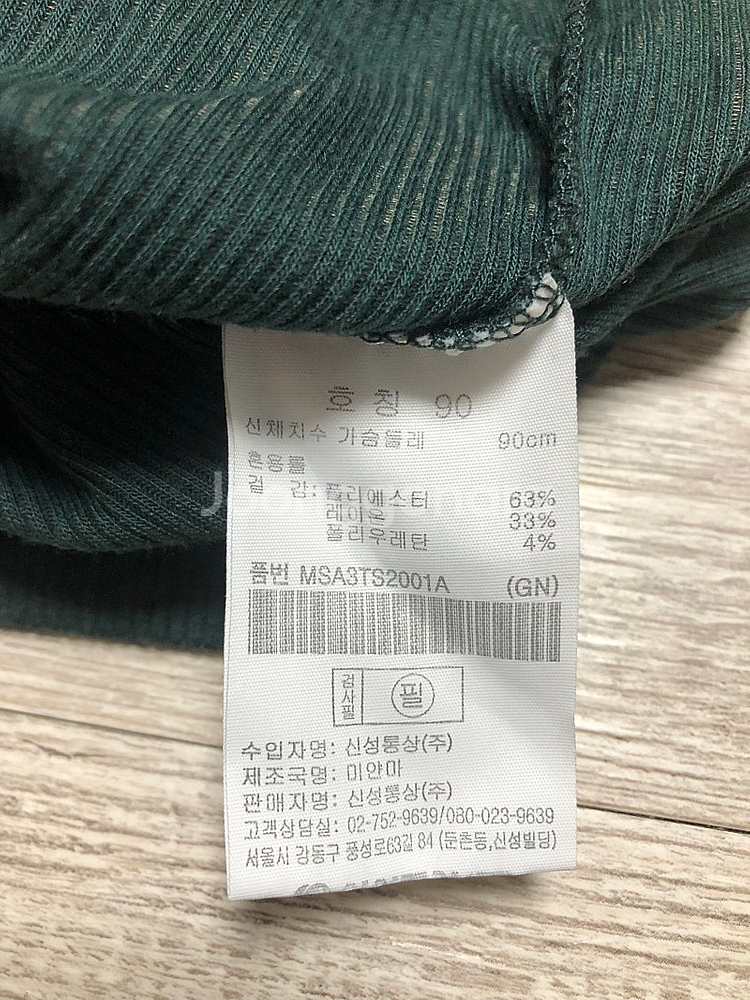 호칭 90
신체치수 가슴둘레 90cm
혼용률
겉 감: 폴리에스터 63%
레이온 33%
폴리우레탄 4%
품번 MSA3TS2001A (GN)
검사필 필
수입자명: 신성통상(주)
제조국명: 미얀마
판매자명: 신성통상(주)
고객상담실: 02-752-9639/080-023-9639
서울시 강동구 풍성로63길 84 (둔촌동,신성빌딩)